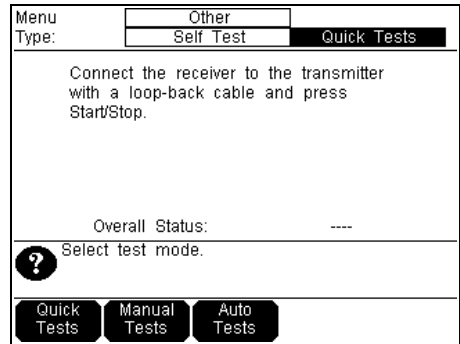 Menu Other
Type: Self Test Quick Tests
Connect the receiver to the transmitter
with a loop-back cable and press
Start/Stop.
Overall Status: ----
? Select test mode.
Quick Tests
Manual Tests
Auto Tests